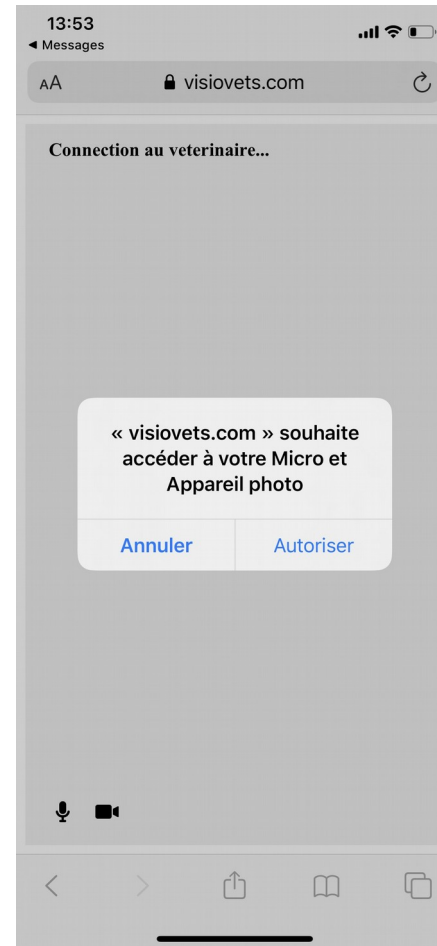 13:53
◀ Messages
AA visiovets.com
Connection au veterinaire...
« visiovets.com » souhaite
accéder à votre Micro et
Appareil photo
Annuler Autoriser